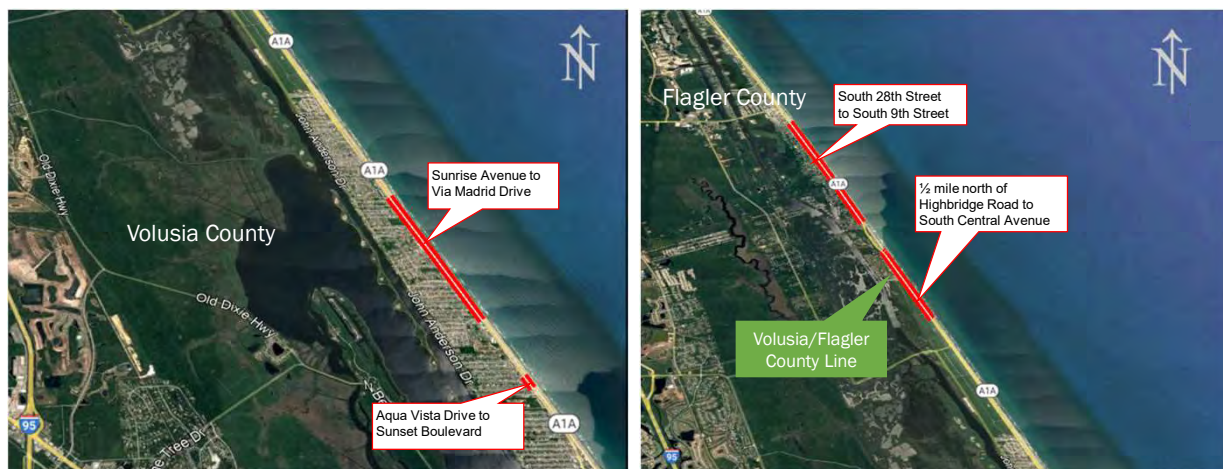 A1A
N
John Anderson Dr
Old Dixie Hwy
A1A
Sunrise Avenue to
Via Madrid Drive
Volusia County
Old Dixie Hwy
John Anderson Dr
Aqua Vista Drive to
Sunset Boulevard
A1A
95
Tree Dr
A1A
N
Flagler County
South 28th Street
to South 9th Street
A1A
½ mile north of
Highbridge Road to
South Central Avenue
Volusia/Flagler
County Line
A1A
95